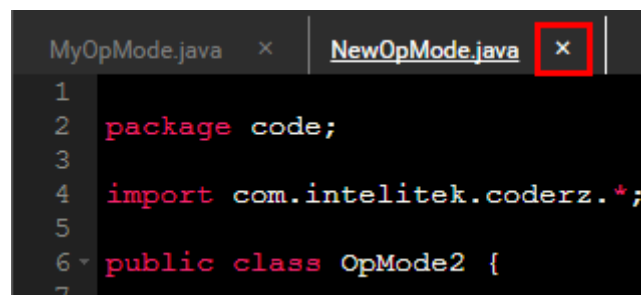 MyOpMode.java × NewOpMode.java ×
1
2 package code;
3
4 import com.intelitek.coderz.*;
5
6 public class OpMode2 {
7